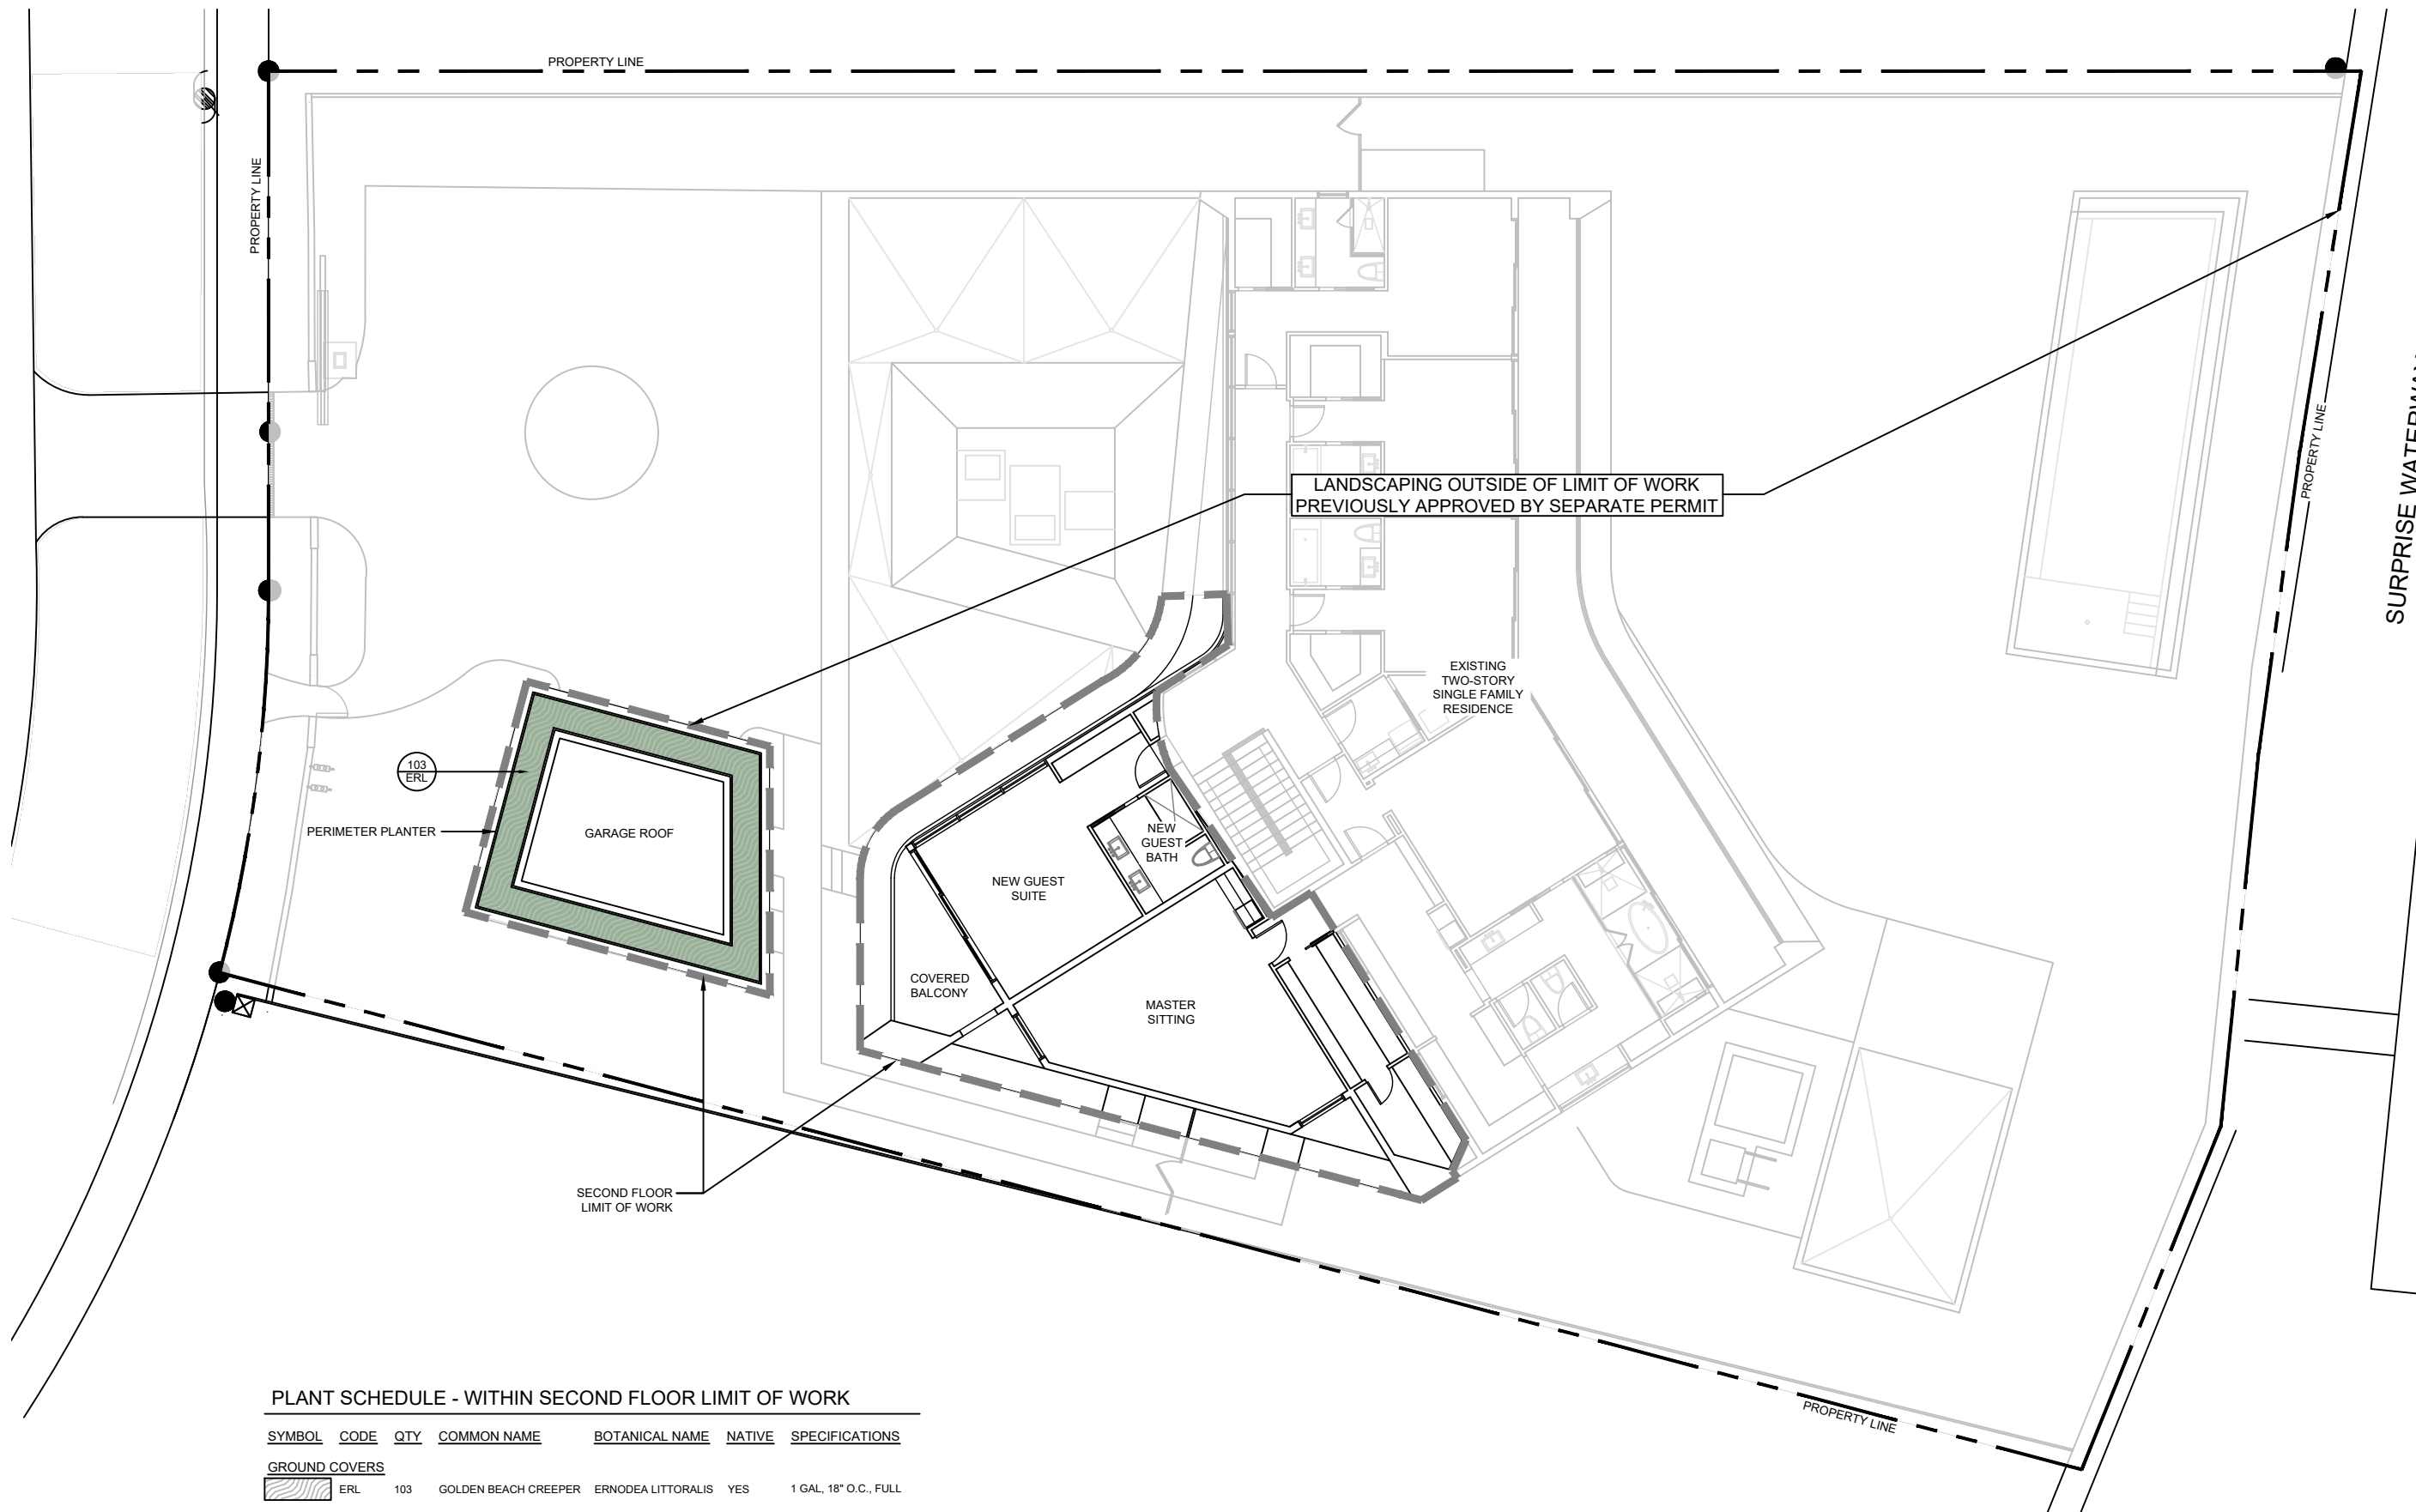 PROPERTY LINE
PROPERTY LINE
LANDSCAPING OUTSIDE OF LIMIT OF WORK
PREVIOUSLY APPROVED BY SEPARATE PERMIT
PROPERTY LINE
SURPRISE WATERWAY
EXISTING
TWO-STORY
SINGLE FAMILY
RESIDENCE
103
ERL
PERIMETER PLANTER
GARAGE ROOF
NEW
GUEST
BATH
NEW GUEST
SUITE
COVERED
BALCONY
MASTER
SITTING
SECOND FLOOR
LIMIT OF WORK
PROPERTY LINE
PLANT SCHEDULE - WITHIN SECOND FLOOR LIMIT OF WORK
SYMBOL CODE QTY COMMON NAME BOTANICAL NAME NATIVE SPECIFICATIONS
GROUND COVERS
ERL 103 GOLDEN BEACH CREEPER ERNODEA LITTORALIS YES 1 GAL, 18" O.C., FULL